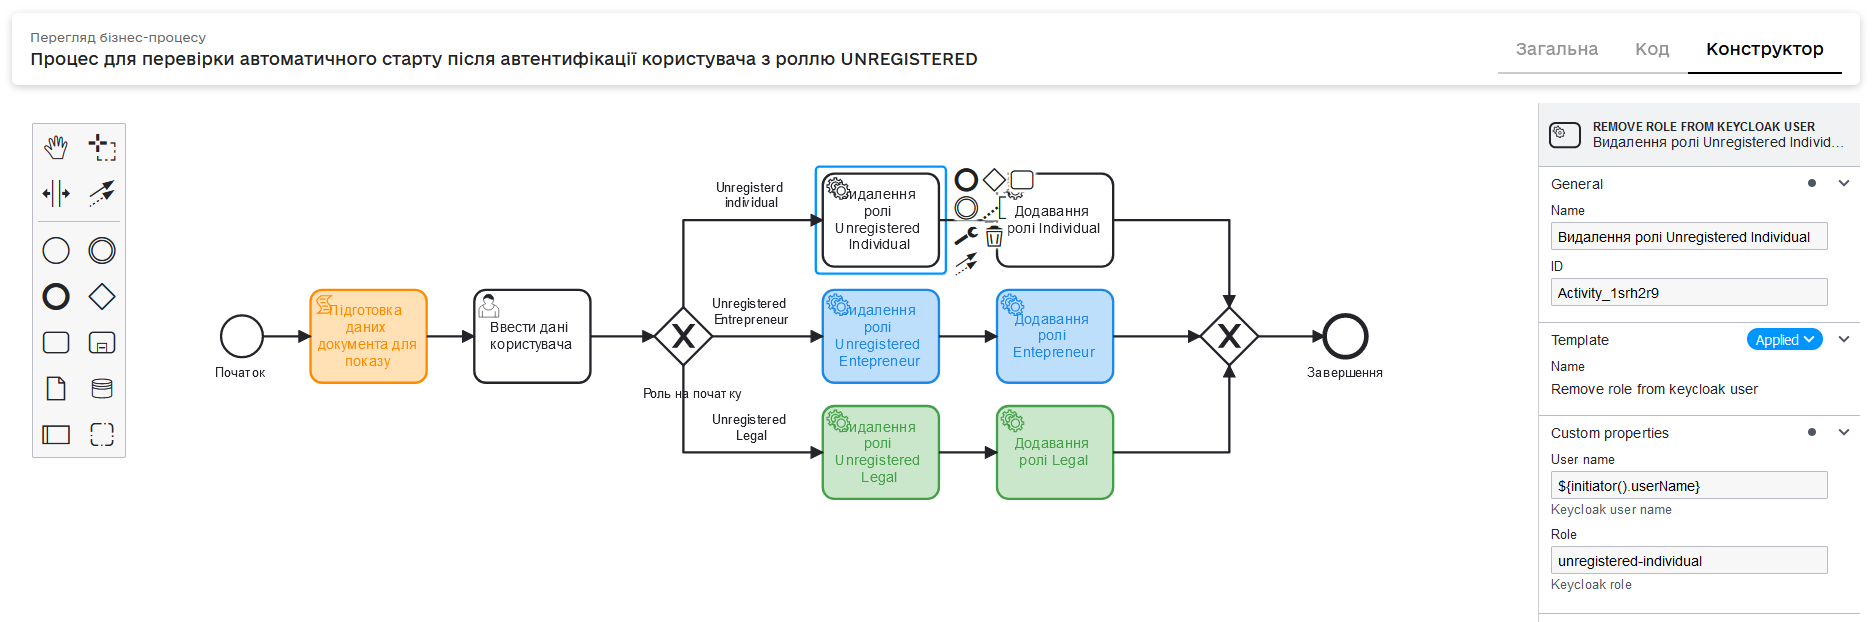 Перегляд бізнес-процесу
Процес для перевірки автоматичного старту після автентифікації користувача з роллю UNREGISTERED
Загальна
Код
Конструктор
Початок
Підготовка
даних
документа для
показу
Ввести дані
користувача
Роль на початку
Unregisterd
individual
Unregistered
Entrepreneur
Unregistered
Legal
Видалення
ролі
Unregistered
Individual
Додавання
ролі Individual
Видалення
ролі
Unregistered
Entepreneur
Додавання
ролі
Entepreneur
Видалення
ролі
Unregistered
Legal
Додавання
ролі Legal
Завершення
REMOVE ROLE FROM KEYCLOAK USER
Видалення ролі Unregistered Individ...
General
Name
Видалення ролі Unregistered Individual
ID
Activity_1srh2r9
Template
Applied
Name
Remove role from keycloak user
Custom properties
User name
${initiator().userName}
Keycloak user name
Role
unregistered-individual
Keycloak role